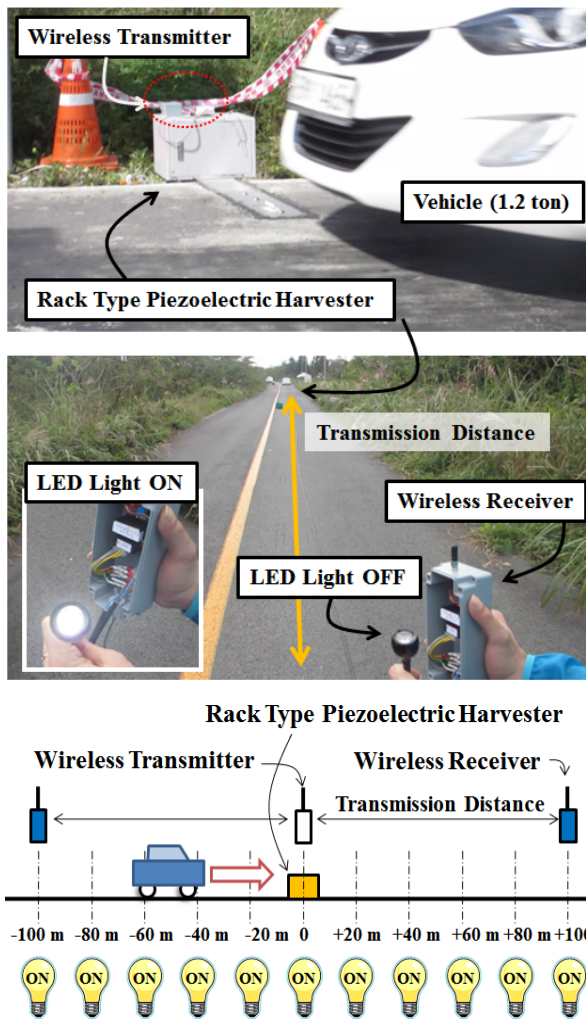 Wireless Transmitter
Vehicle (1.2 ton)
Rack Type Piezoelectric Harvester
Transmission Distance
LED Light ON
Wireless Receiver
LED Light OFF
Rack Type Piezoelectric Harvester
Wireless Transmitter
Wireless Receiver
Transmission Distance
-100 m -80 m -60 m -40 m -20 m 0 +20 m +40 m +60 m +80 m +100
ON ON ON ON ON ON ON ON ON ON ON